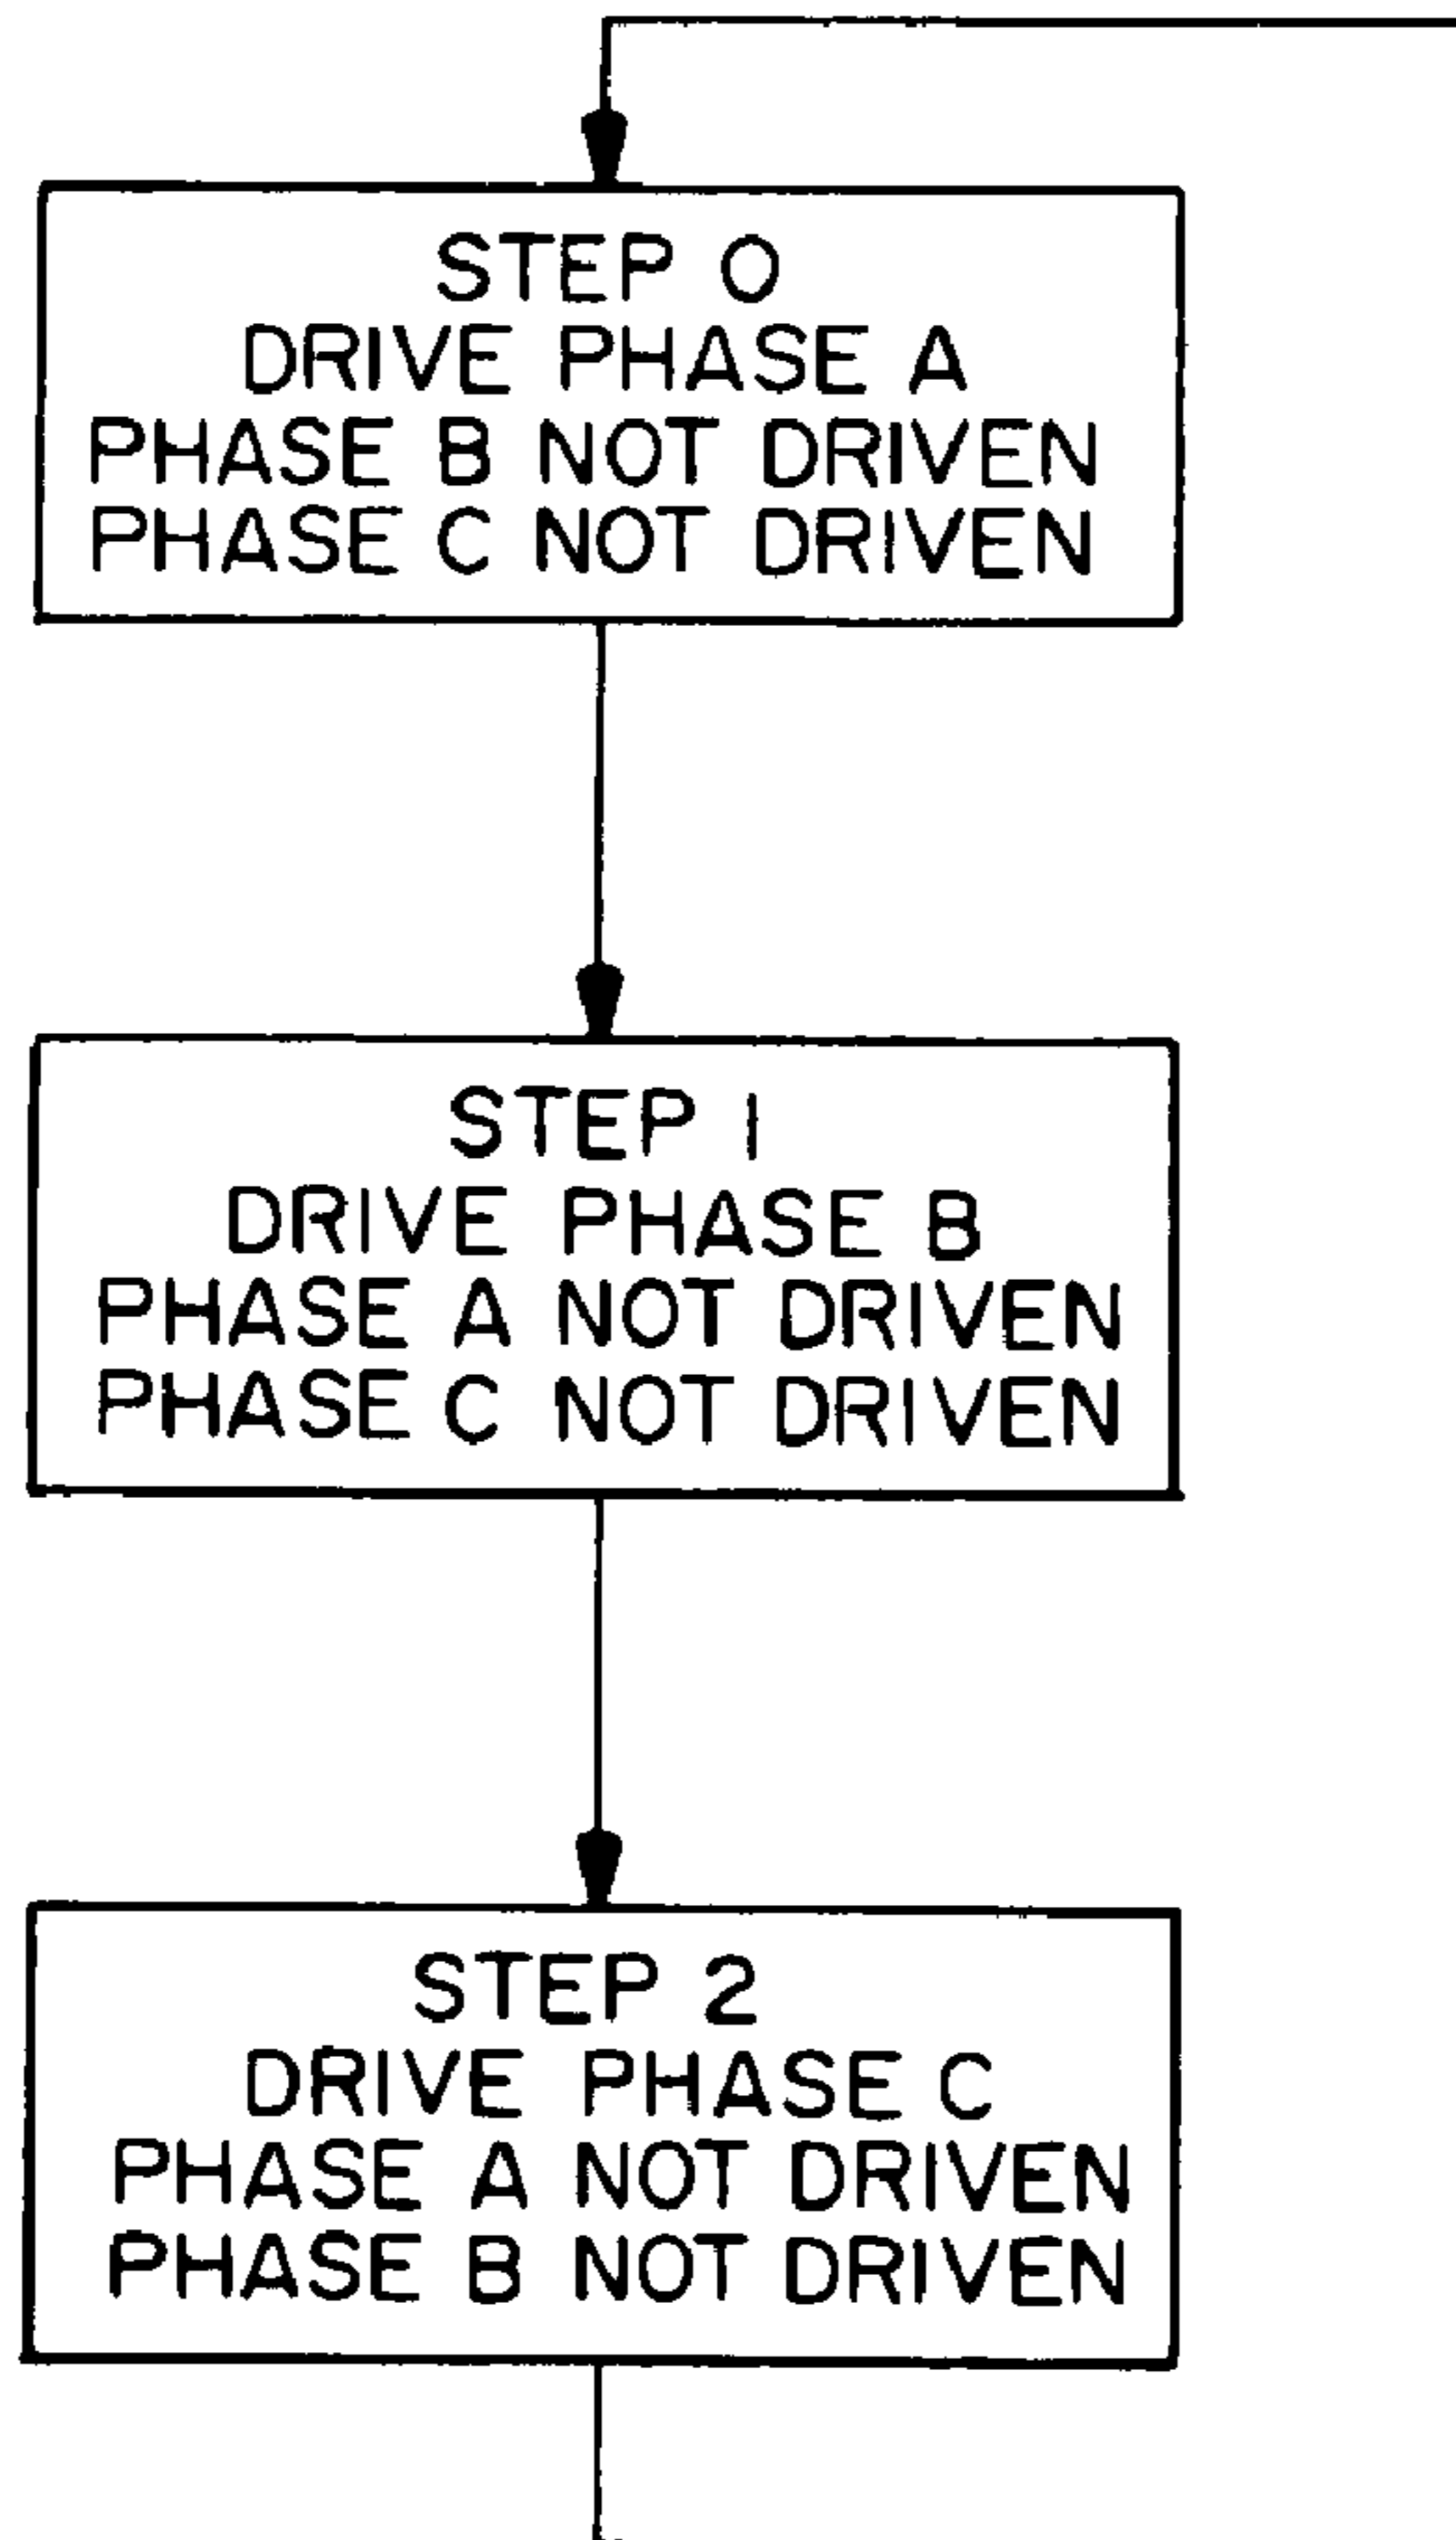 STEP 0
DRIVE PHASE A
PHASE B NOT DRIVEN
PHASE C NOT DRIVEN
STEP 1
DRIVE PHASE B
PHASE A NOT DRIVEN
PHASE C NOT DRIVEN
STEP 2
DRIVE PHASE C
PHASE A NOT DRIVEN
PHASE B NOT DRIVEN